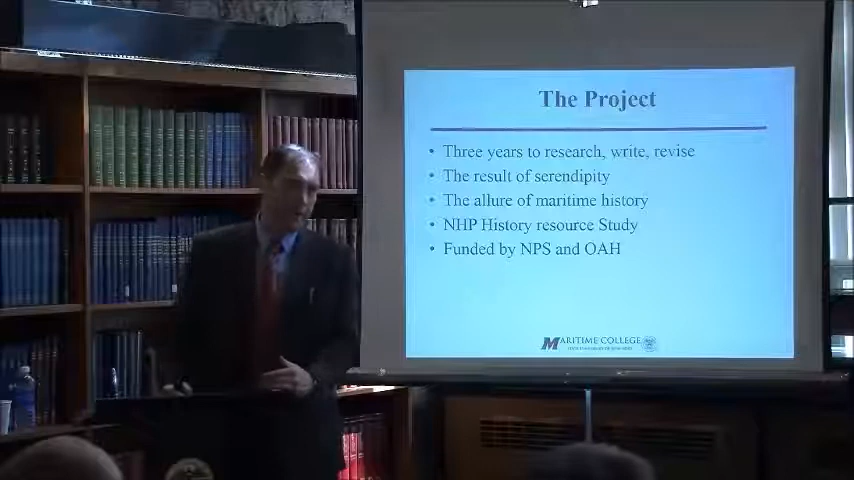 The Project
• Three years to research, write, revise
• The result of serendipity
• The allure of maritime history
• NHP History resource Study
• Funded by NPS and OAH
MARITIME COLLEGE